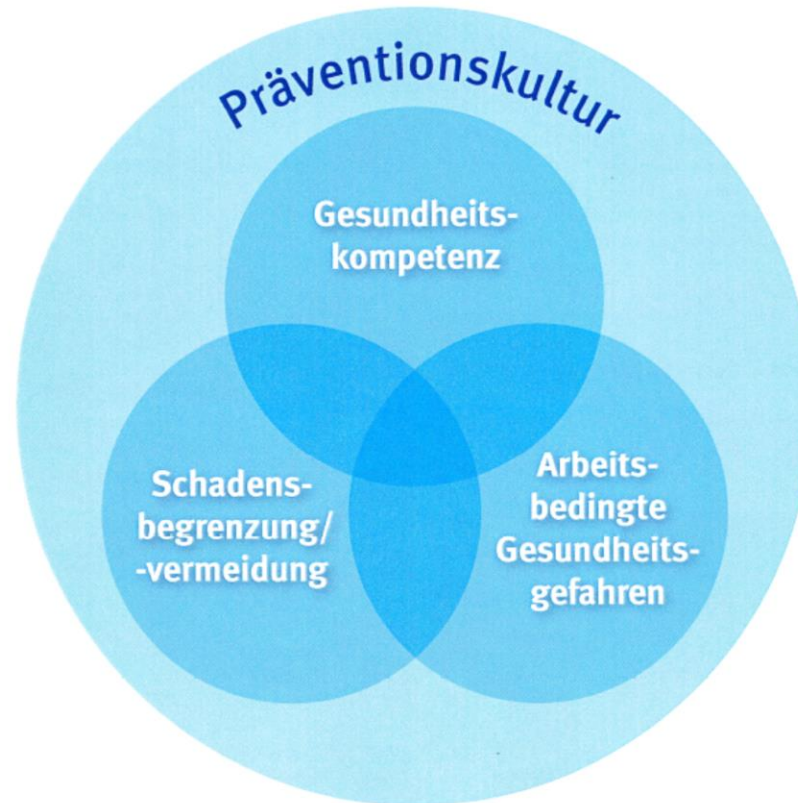 Präventionskultur
Gesundheits-
kompetenz
Schadens-
begrenzung/
-vermeidung
Arbeits-
bedingte
Gesundheits-
gefahren